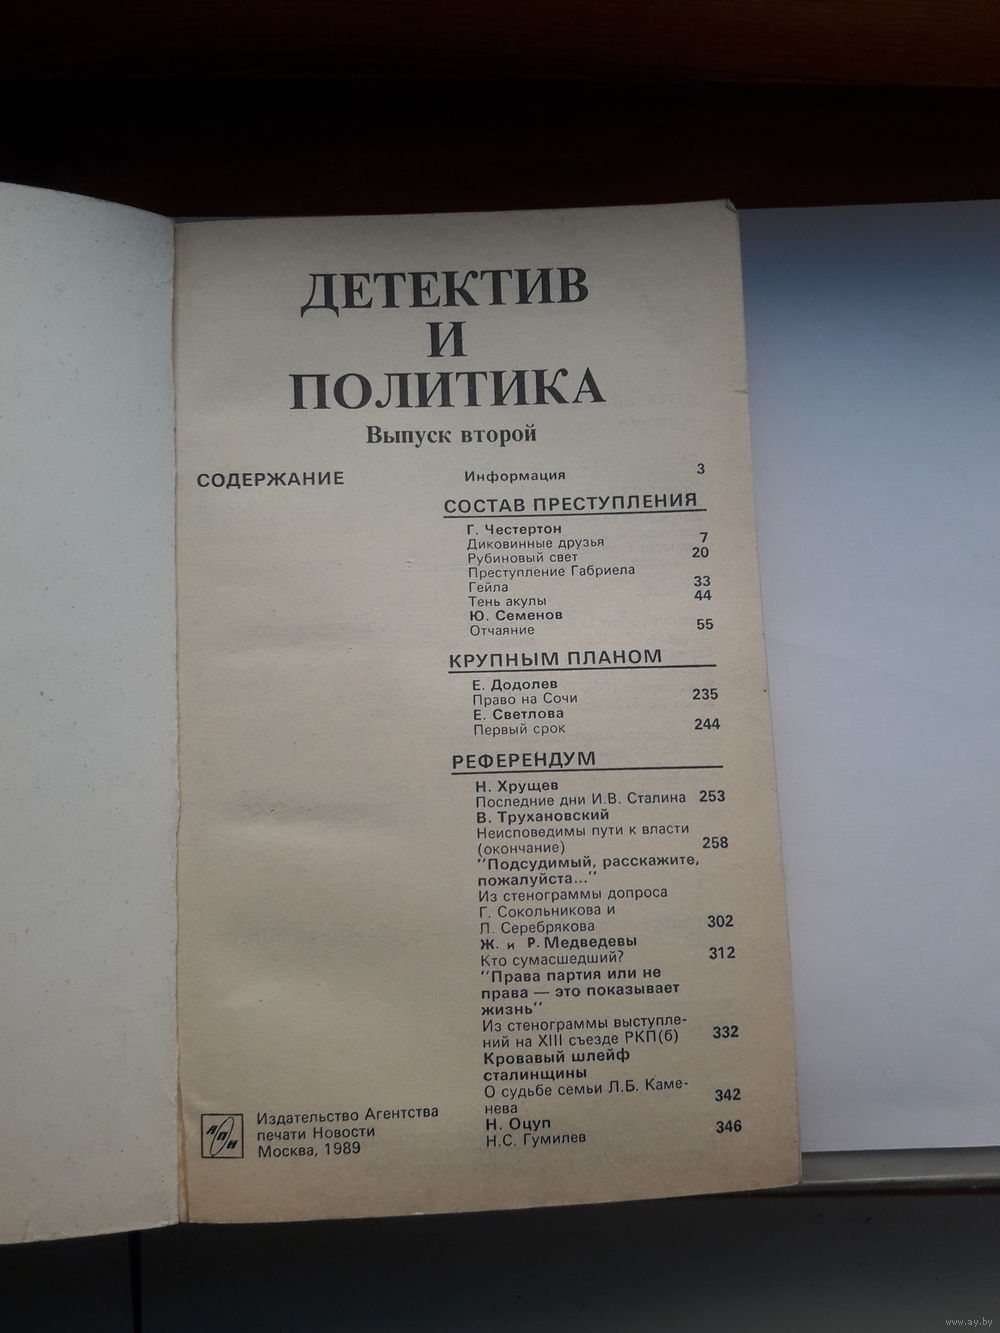 ДЕТЕКТИВ
И
ПОЛИТИКА
Выпуск второй
СОДЕРЖАНИЕ
Информация 3
СОСТАВ ПРЕСТУПЛЕНИЯ
Г. Честертон
Диковинные друзья 7
Рубиновый свет 20
Преступление Габриела
Гейла 33
Тень акулы 44
Ю. Семенов
Отчаяние 55
КРУПНЫМ ПЛАНОМ
Е. Додолев
Право на Сочи 235
Е. Светлова
Первый срок 244
РЕФЕРЕНДУМ
Н. Хрущев
Последние дни И.В. Сталина 253
В. Трухановский
Неисповедимы пути к власти
(окончание) 258
"Подсудимый, расскажите,
пожалуйста..."
Из стенограммы допроса
Г. Сокольникова и
Л. Серебрякова 302
Ж. и Р. Медведевы
Кто сумасшедший? 312
"Права партия или не
права — это показывает
жизнь"
Из стенограммы выступле-
ний на XIII съезде РКП(б) 332
Кровавый шлейф
сталинщины
О судьбе семьи Л.Б. Каме-
нева 342
Н. Оцуп
Н.С. Гумилев 346
АПН
Издательство Агентства
печати Новости
Москва, 1989
www.ay.by